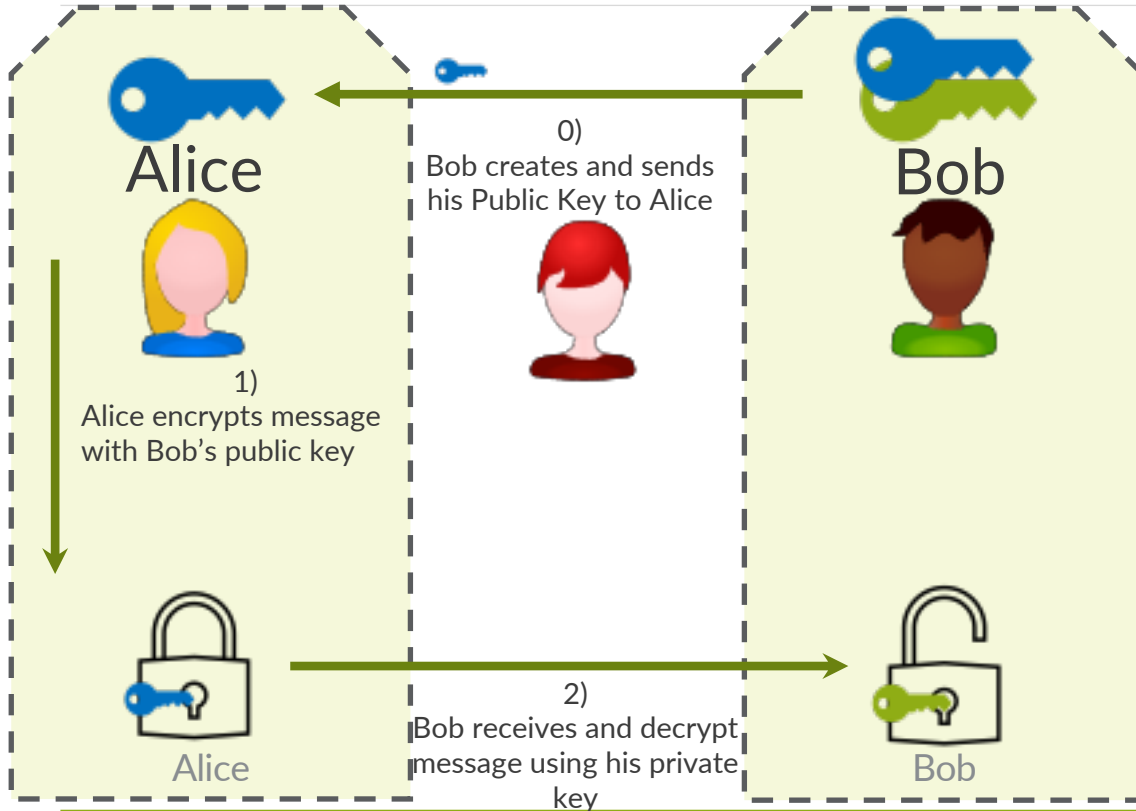 Alice
0)
Bob creates and sends
his Public Key to Alice
Bob
1)
Alice encrypts message
with Bob’s public key
2)
Bob receives and decrypt
message using his private
key
Alice
Bob